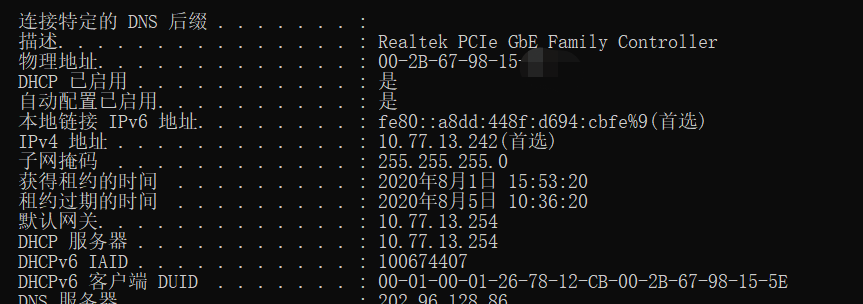 连接特定的 DNS 后缀 . . . . . . . :
描述. . . . . . . . . . . . . . . : Realtek PCIe GbE Family Controller
物理地址. . . . . . . . . . . . . : 00-2B-67-98-15-
DHCP 已启用 . . . . . . . . . . . : 是
自动配置已启用. . . . . . . . . . : 是
本地链接 IPv6 地址. . . . . . . . : fe80::a8dd:448f:d694:cbfe%9(首选)
IPv4 地址 . . . . . . . . . . . . : 10.77.13.242(首选)
子网掩码 . . . . . . . . . . . . : 255.255.255.0
获得租约的时间 . . . . . . . . . : 2020年8月1日 15:53:20
租约过期的时间 . . . . . . . . . : 2020年8月5日 10:36:20
默认网关. . . . . . . . . . . . . : 10.77.13.254
DHCP 服务器 . . . . . . . . . . . : 10.77.13.254
DHCPv6 IAID . . . . . . . . . . . : 100674407
DHCPv6 客户端 DUID . . . . . . . : 00-01-00-01-26-78-12-CB-00-2B-67-98-15-5E
DNS 服务器 . . . . . . . . . . . : 202.96.128.86